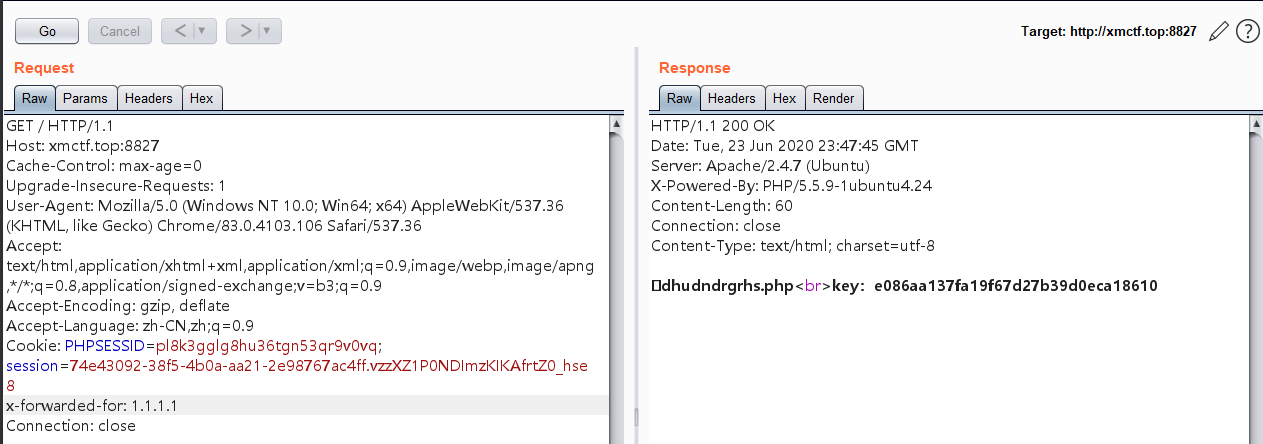 Go Cancel < ▼ > ▼ Target: http://xmctf.top:8827 ?
Request
Raw Params Headers Hex
GET / HTTP/1.1
Host: xmctf.top:8827
Cache-Control: max-age=0
Upgrade-Insecure-Requests: 1
User-Agent: Mozilla/5.0 (Windows NT 10.0; Win64; x64) AppleWebKit/537.36
(KHTML, like Gecko) Chrome/83.0.4103.106 Safari/537.36
Accept:
text/html,application/xhtml+xml,application/xml;q=0.9,image/webp,image/apng
,*/*;q=0.8,application/signed-exchange;v=b3;q=0.9
Accept-Encoding: gzip, deflate
Accept-Language: zh-CN,zh;q=0.9
Cookie: PHPSESSID=pl8k3gglg8hu36tgn53qr9v0vq;
session=74e43092-38f5-4b0a-aa21-2e98767ac4ff.vzzXZ1P0NDImzKIKAfrtZ0_hse
8
x-forwarded-for: 1.1.1.1
Connection: close
Response
Raw Headers Hex Render
HTTP/1.1 200 OK
Date: Tue, 23 Jun 2020 23:47:45 GMT
Server: Apache/2.4.7 (Ubuntu)
X-Powered-By: PHP/5.5.9-1ubuntu4.24
Content-Length: 60
Connection: close
Content-Type: text/html; charset=utf-8
dhudndrgrhs.php<br>key: e086aa137fa19f67d27b39d0eca18610